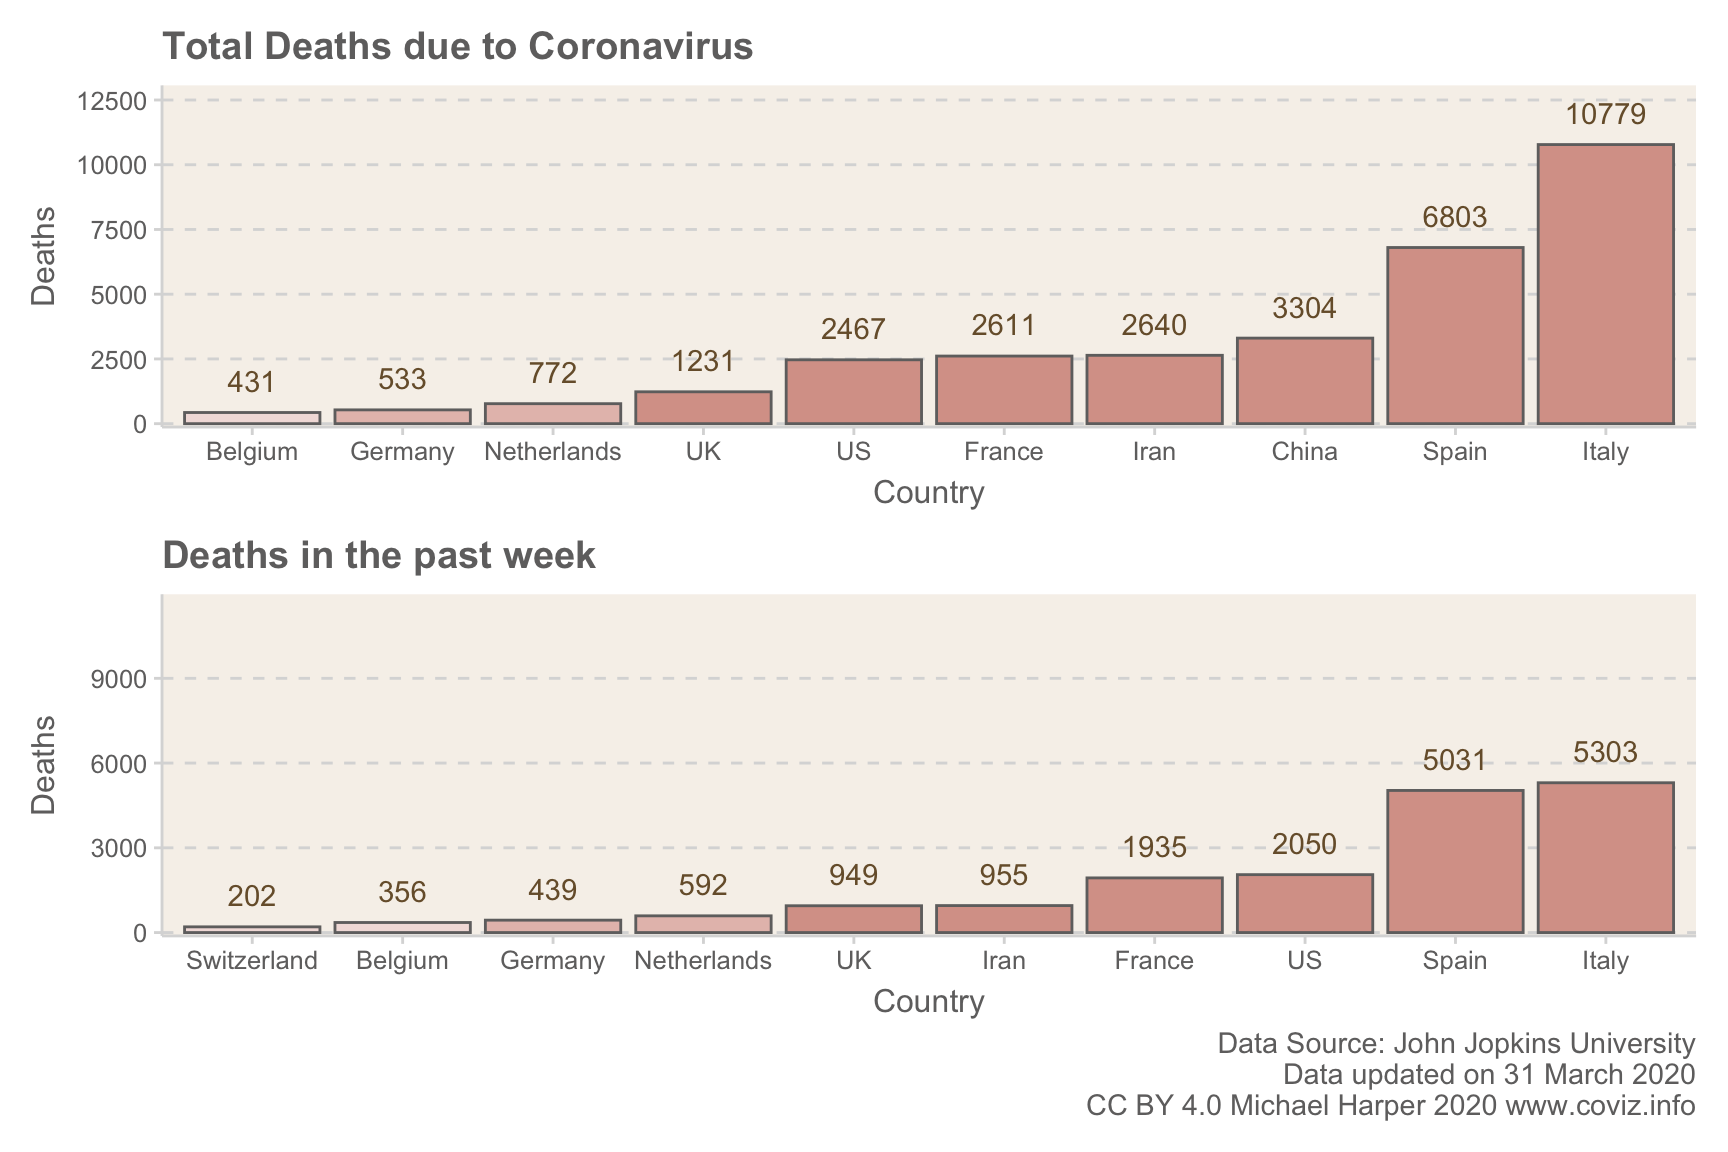 Total Deaths due to Coronavirus
Deaths
12500
10000
7500
5000
2500
0
431
533
772
1231
2467
2611
2640
3304
6803
10779
Belgium Germany Netherlands UK US France Iran China Spain Italy
Country
Deaths in the past week
Deaths
9000
6000
3000
0
202
356
439
592
949
955
1935
2050
5031
5303
Switzerland Belgium Germany Netherlands UK Iran France US Spain Italy
Country
Data Source: John Jopkins University
Data updated on 31 March 2020
CC BY 4.0 Michael Harper 2020 www.coviz.info